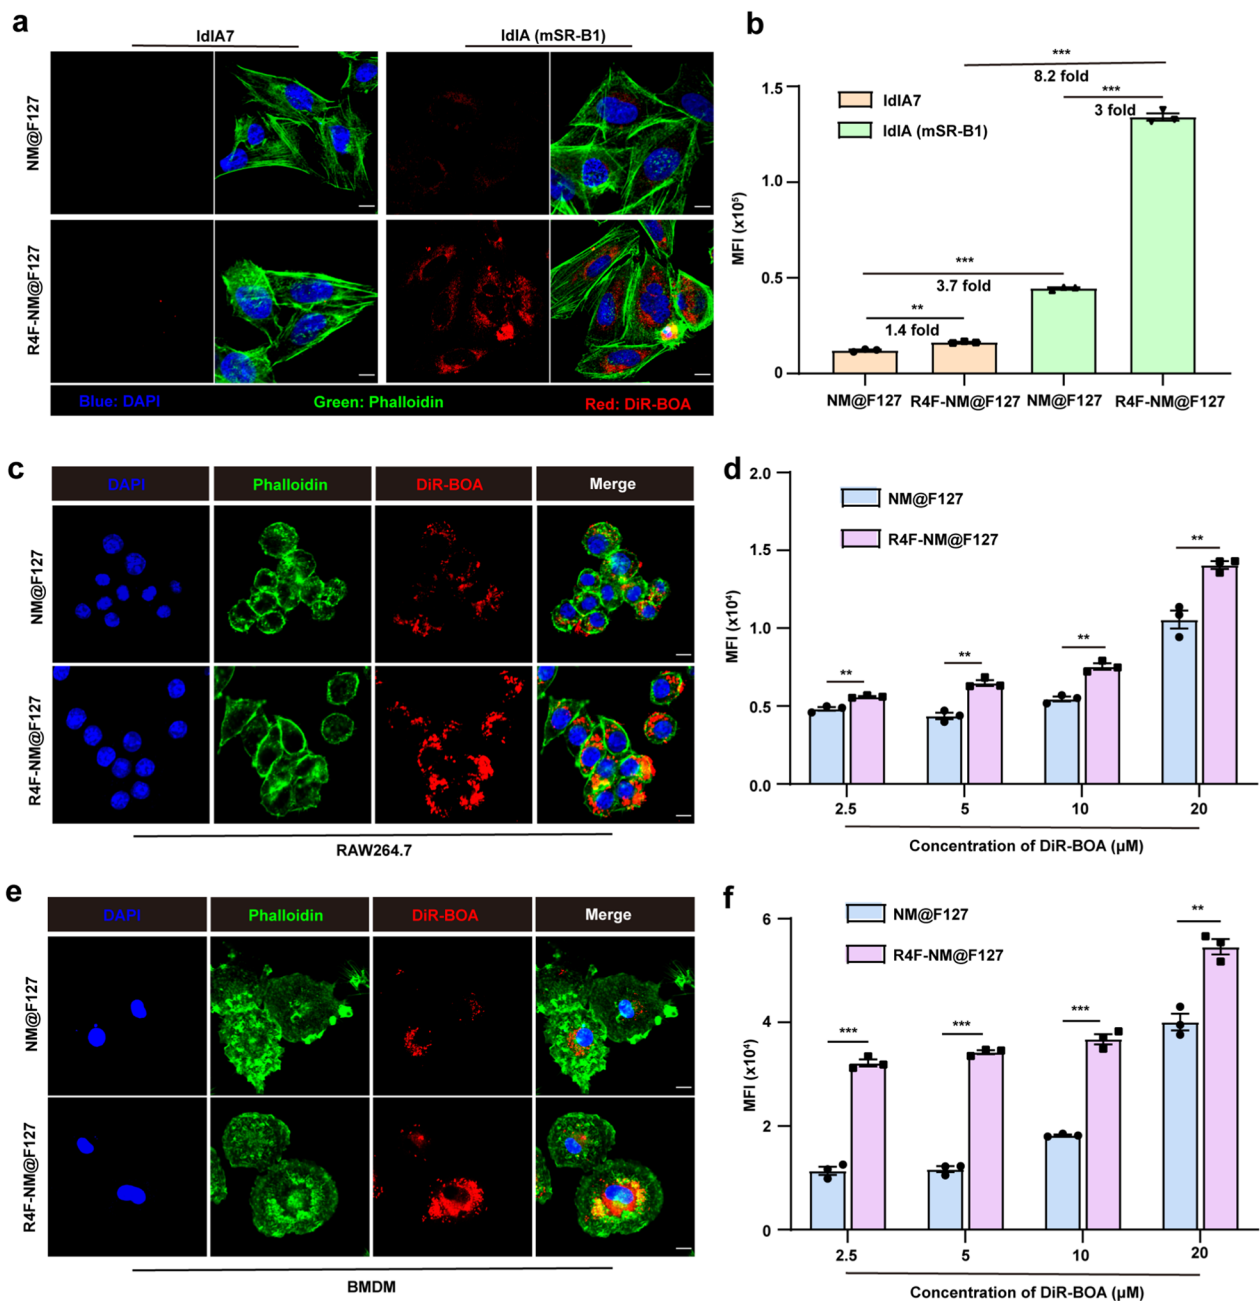 a
ldlA7
ldlA (mSR-B1)
NM@F127
R4F-NM@F127
Blue: DAPI
Green: Phalloidin
Red: DiR-BOA
b
MFI (x10⁵)
1.5
1.0
0.5
0
ldlA7
ldlA (mSR-B1)
***
8.2 fold
***
3 fold
***
3.7 fold
**
1.4 fold
NM@F127
R4F-NM@F127
NM@F127
R4F-NM@F127
c
DAPI
Phalloidin
DiR-BOA
Merge
NM@F127
R4F-NM@F127
RAW264.7
d
MFI (x10⁴)
2.0
1.5
1.0
0.5
0.0
NM@F127
R4F-NM@F127
**
**
**
**
2.5
5
10
20
Concentration of DiR-BOA (µM)
e
DAPI
Phalloidin
DiR-BOA
Merge
NM@F127
R4F-NM@F127
BMDM
f
MFI (x10⁴)
6
4
2
0
NM@F127
R4F-NM@F127
***
***
***
**
2.5
5
10
20
Concentration of DiR-BOA (µM)